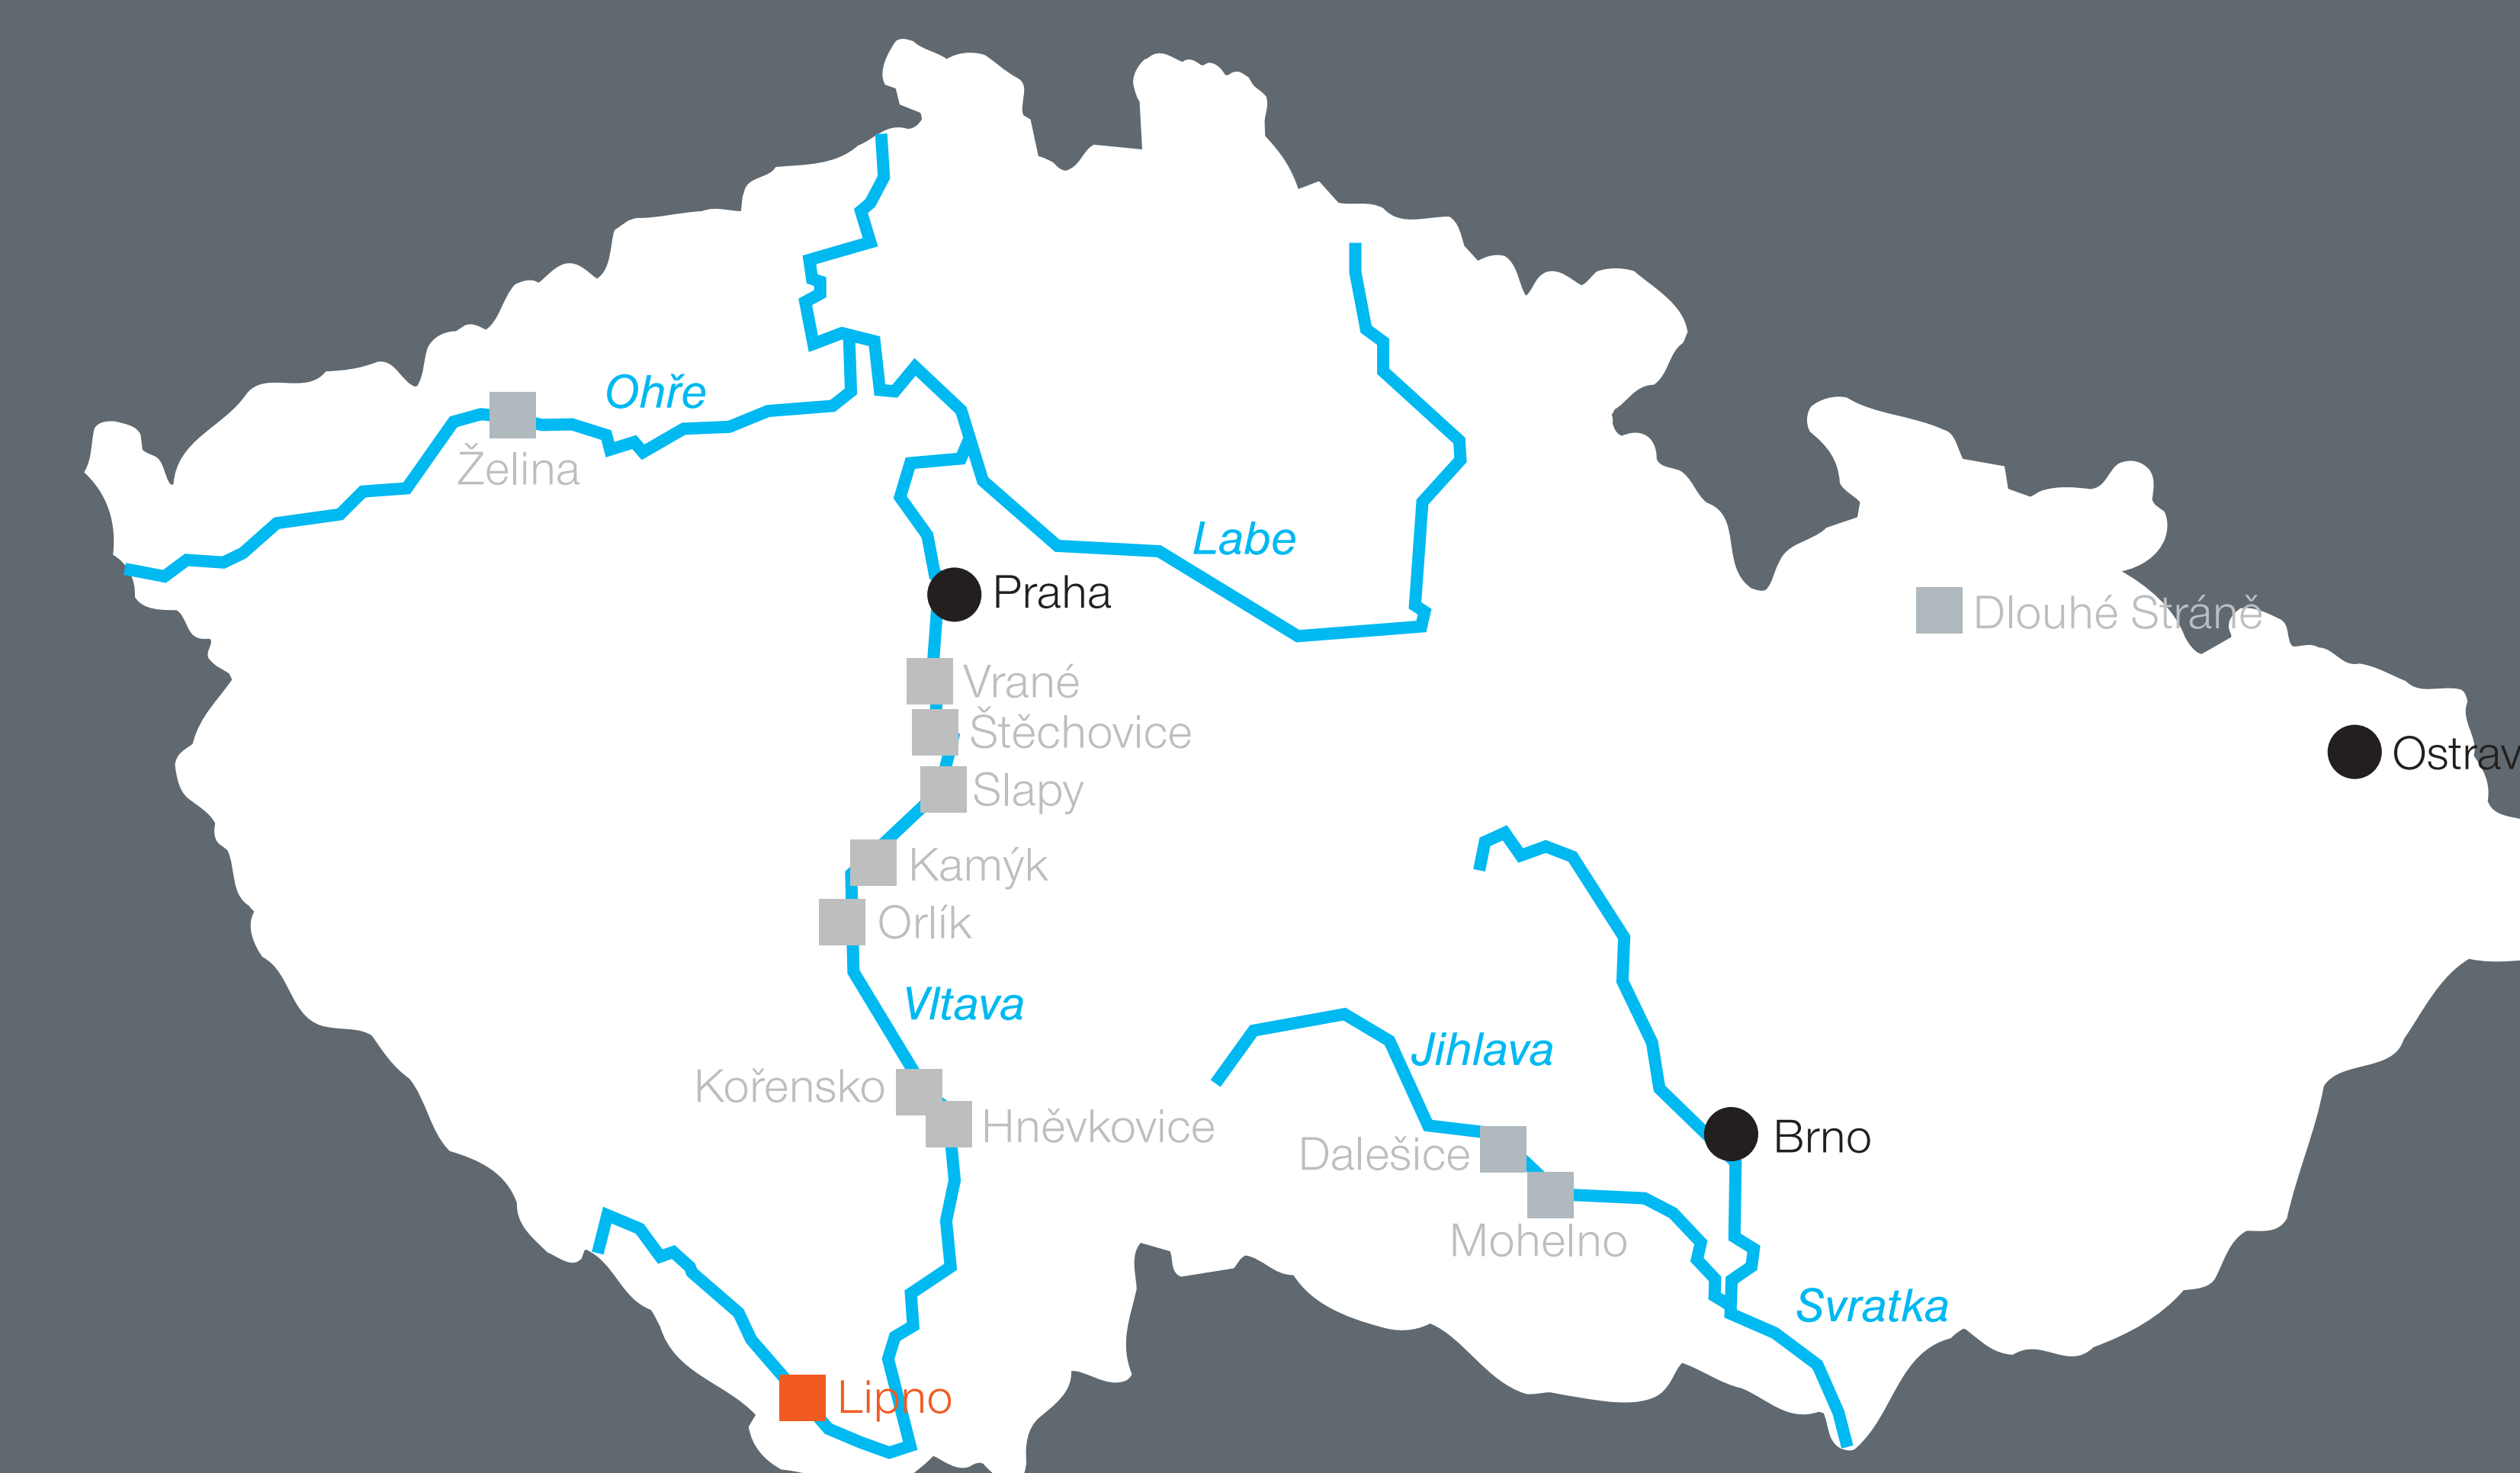 Ohře
Želina
Labe
Praha
Dlouhé Stráně
Vrané
Štěchovice
Ostrav
Slapy
Kamýk
Orlík
Vltava
Jihlava
Kořensko
Hněvkovice
Brno
Dalešice
Mohelno
Svratka
Lipno